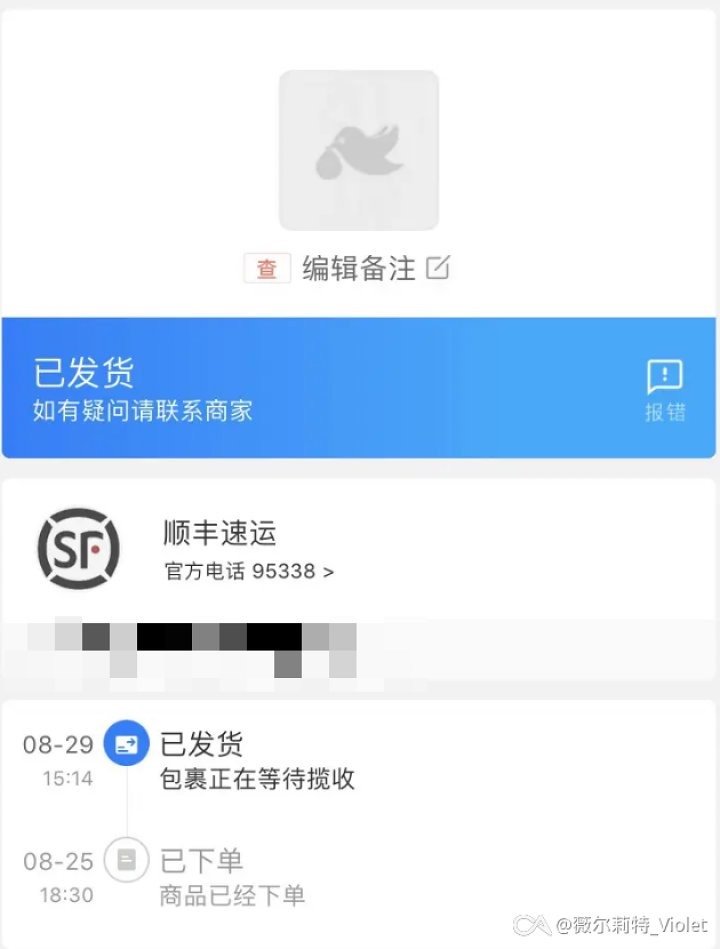 查 编辑备注
已发货
如有疑问请联系商家
报错
SF
顺丰速运
官方电话 95338 >
08-29 已发货
15:14 包裹正在等待揽收
08-25 已下单
18:30 商品已经下单
@薇尔莉特_Violet